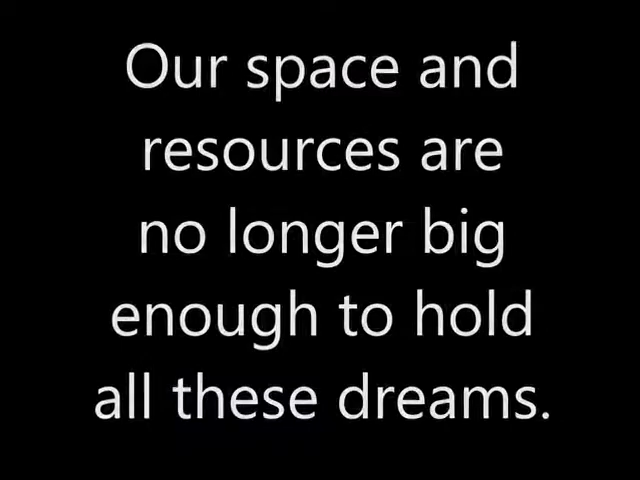 Our space and
resources are
no longer big
enough to hold
all these dreams.